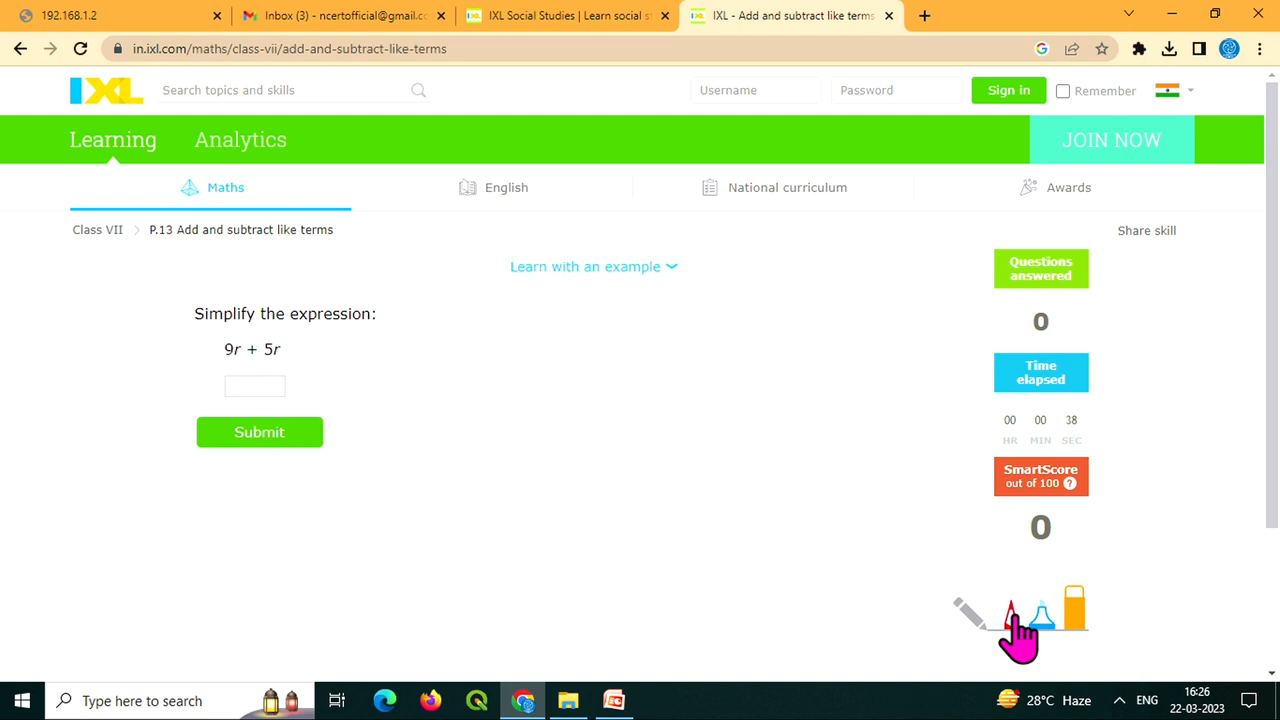 192.168.1.2
Inbox (3) - ncertofficial@gmail.co
IXL Social Studies | Learn social st
IXL - Add and subtract like terms
in.ixl.com/maths/class-vii/add-and-subtract-like-terms
IXL
Search topics and skills
Username
Password
Sign in
Remember
Learning
Analytics
JOIN NOW
Maths
English
National curriculum
Awards
Class VII
P.13 Add and subtract like terms
Share skill
Learn with an example
Questions
answered
0
Simplify the expression:
9r + 5r
Submit
Time
elapsed
00 00 38
HR MIN SEC
SmartScore
out of 100 ?
0
Type here to search
28°C Haze
ENG
16:26
22-03-2023